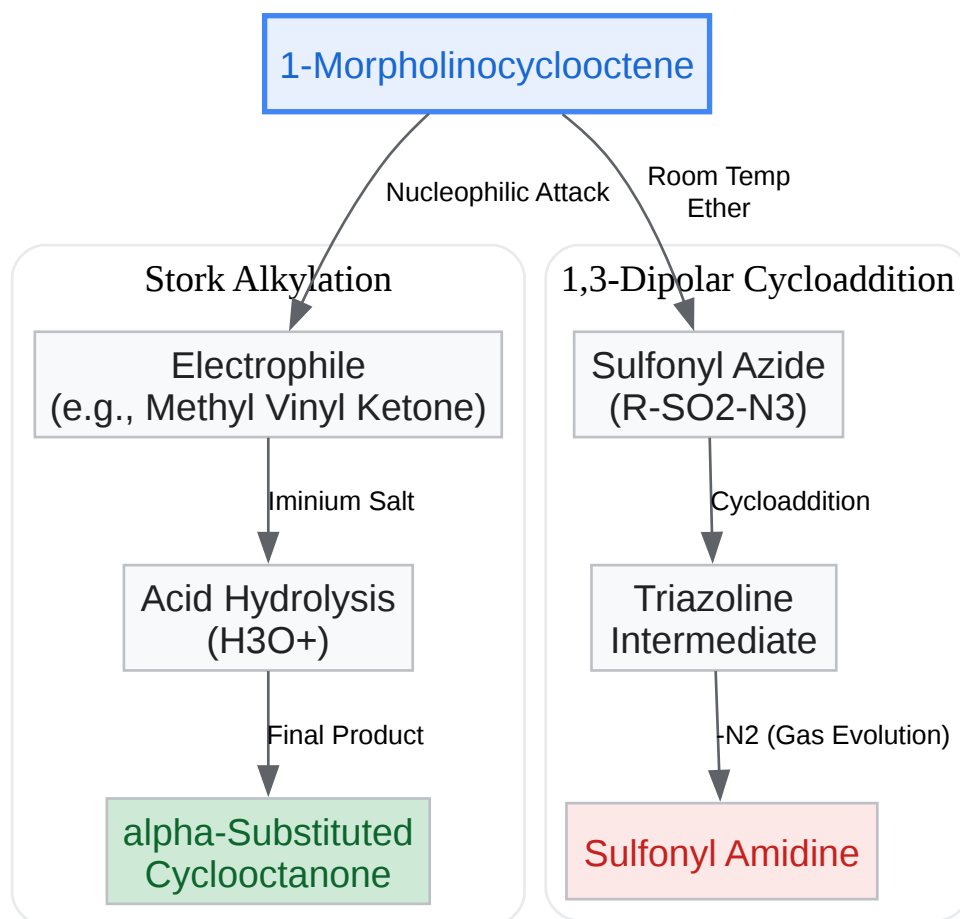 1-Morpholinocyclooctene
Nucleophilic Attack
Room Temp
Ether
Stork Alkylation
Electrophile
(e.g., Methyl Vinyl Ketone)
Iminium Salt
Acid Hydrolysis
(H3O+)
Final Product
alpha-Substituted
Cyclooctanone
1,3-Dipolar Cycloaddition
Sulfonyl Azide
(R-SO2-N3)
Cycloaddition
Triazoline
Intermediate
-N2 (Gas Evolution)
Sulfonyl Amidine